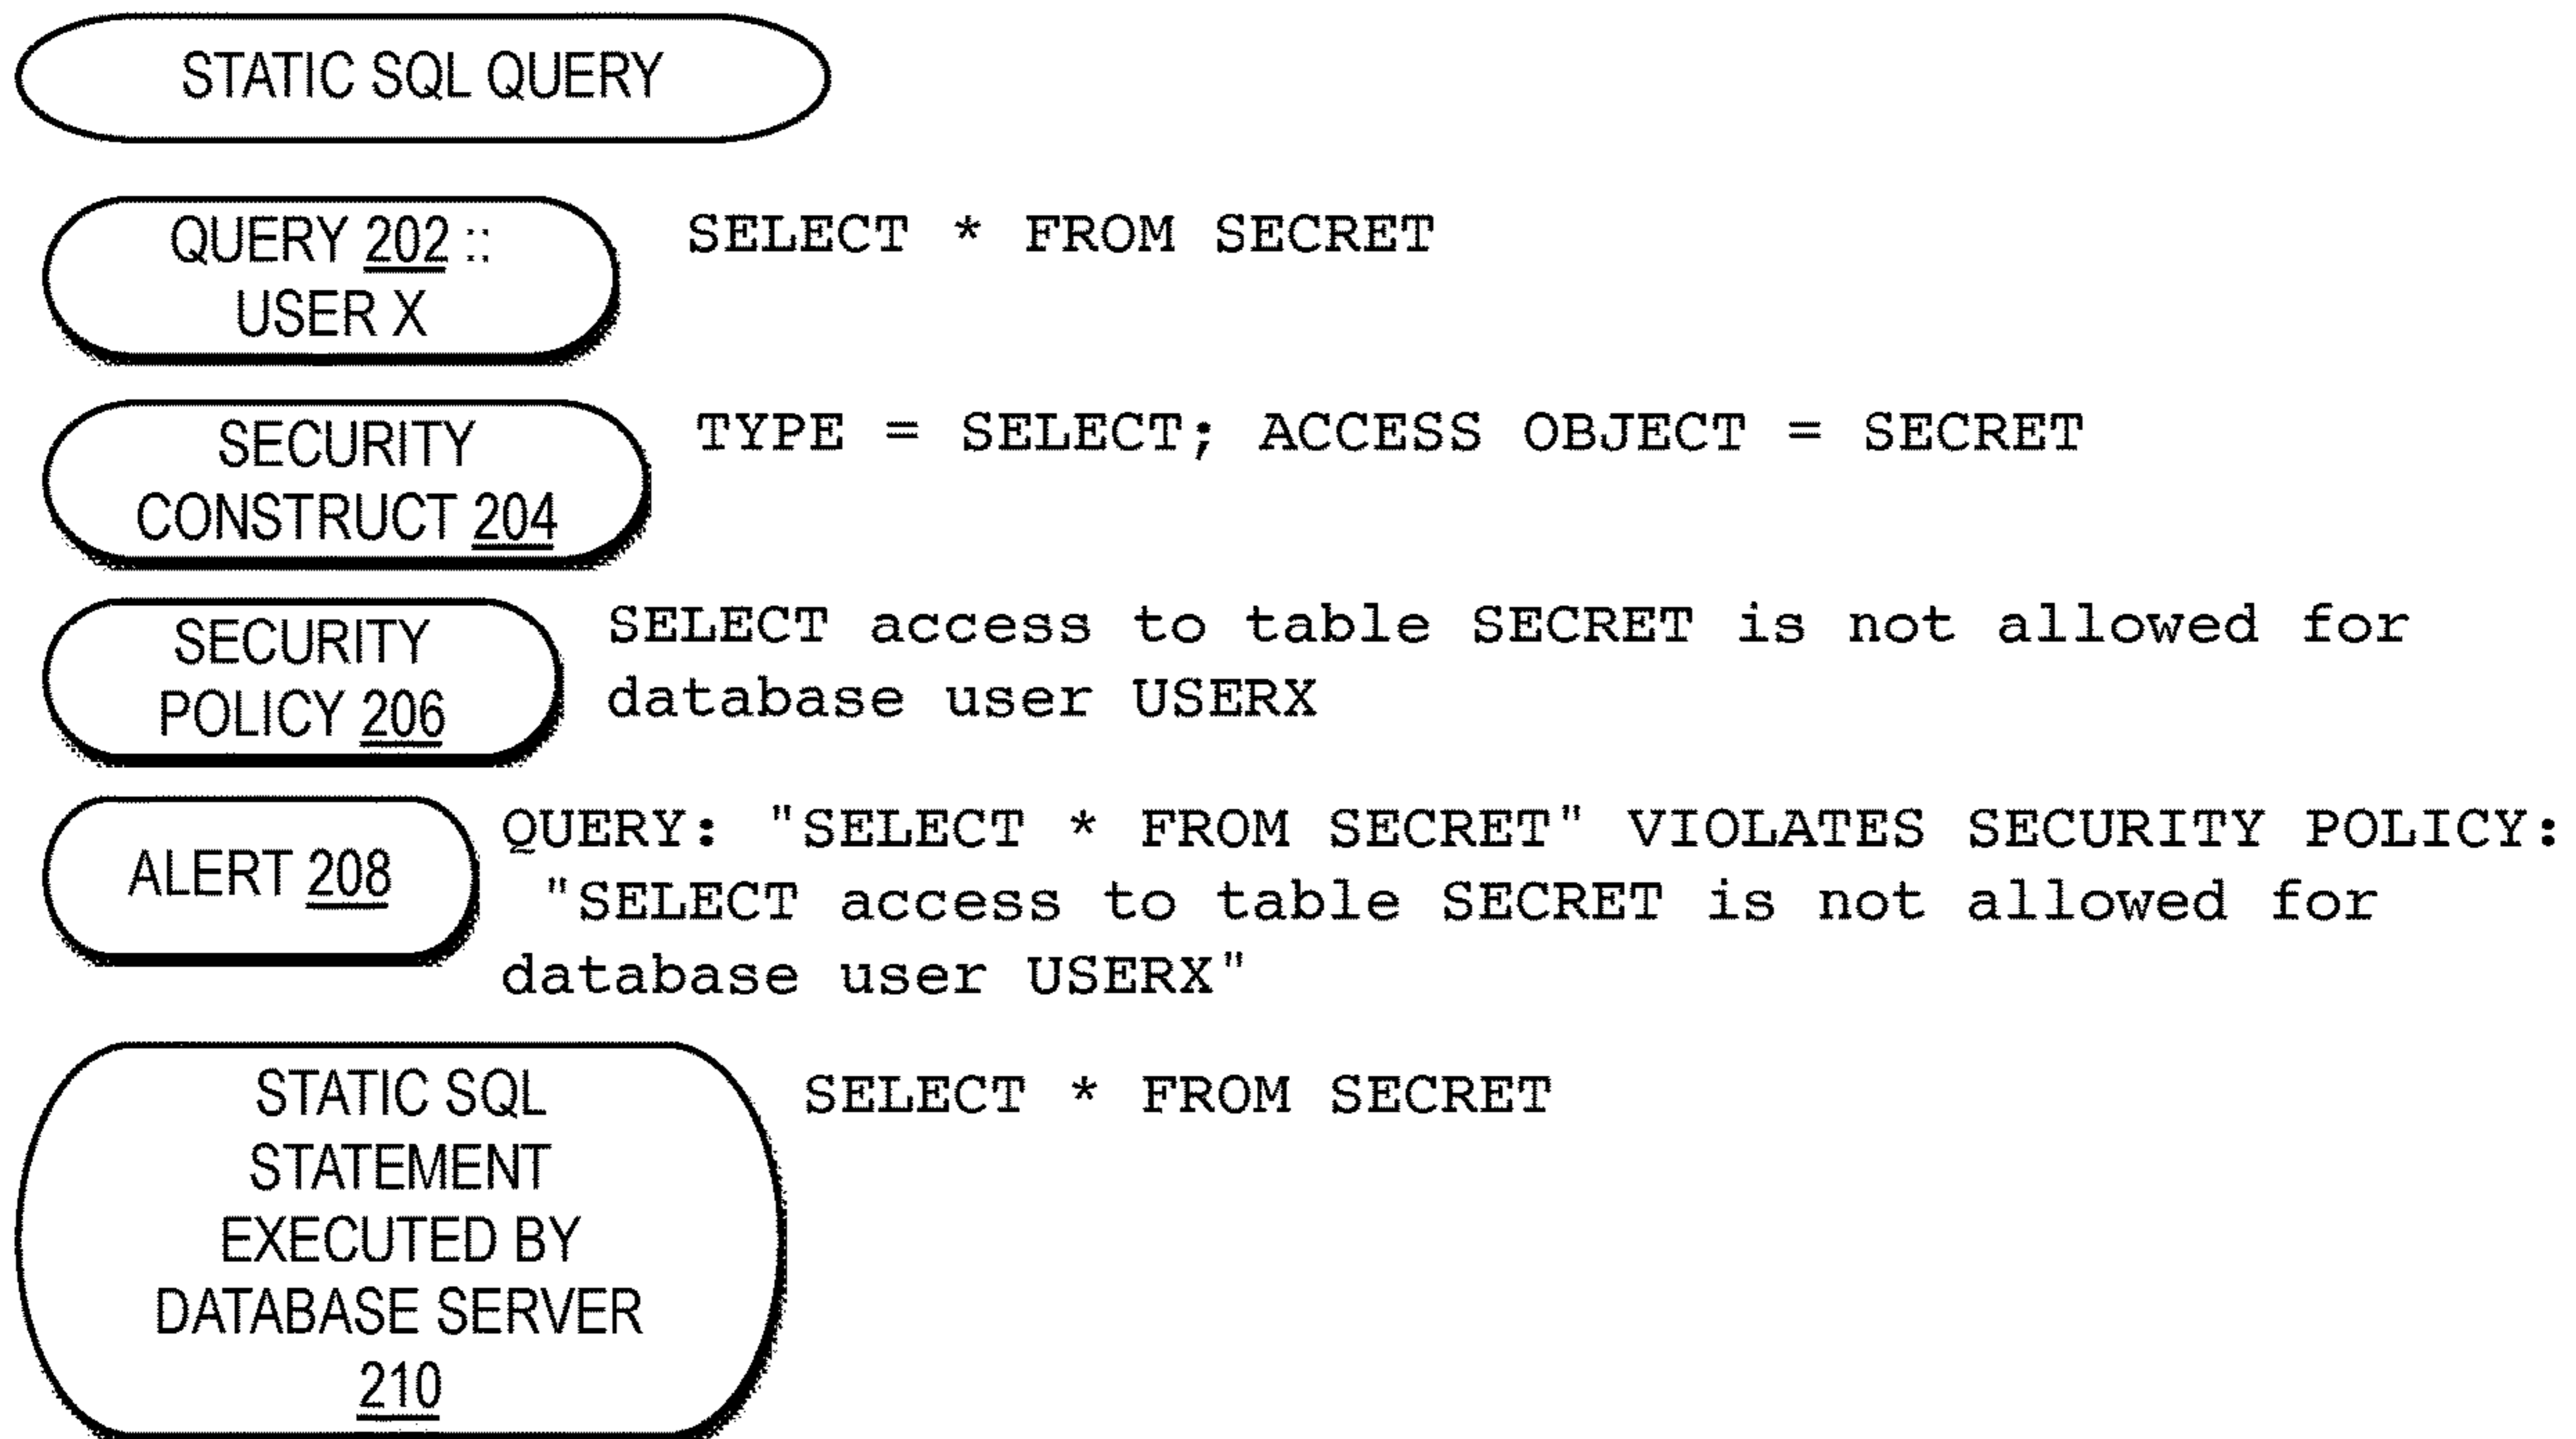 STATIC SQL QUERY
QUERY 202 ::
USER X
SELECT * FROM SECRET
SECURITY
CONSTRUCT 204
TYPE = SELECT; ACCESS OBJECT = SECRET
SECURITY
POLICY 206
SELECT access to table SECRET is not allowed for
database user USERX
ALERT 208
QUERY: "SELECT * FROM SECRET" VIOLATES SECURITY POLICY:
"SELECT access to table SECRET is not allowed for
database user USERX"
STATIC SQL
STATEMENT
EXECUTED BY
DATABASE SERVER
210
SELECT * FROM SECRET